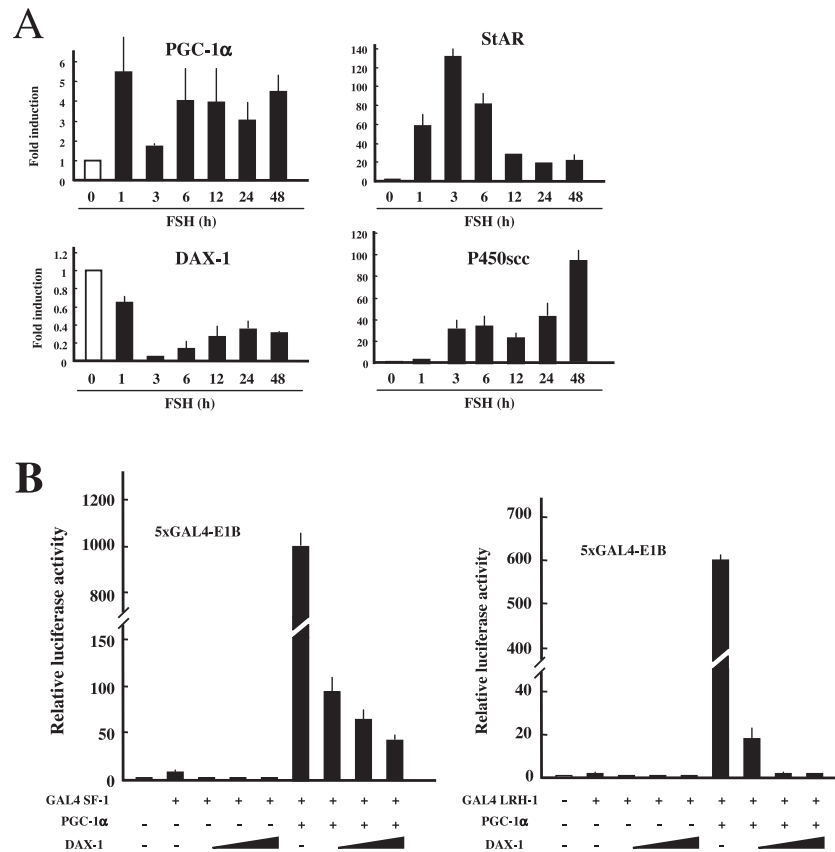 A
PGC-1α
Fold induction
6
5
4
3
2
1
0
0 1 3 6 12 24 48
FSH (h)
StAR
140
120
100
80
60
40
20
0
0 1 3 6 12 24 48
FSH (h)
DAX-1
Fold induction
1.2
1
0.8
0.6
0.4
0.2
0
0 1 3 6 12 24 48
FSH (h)
P450scc
120
100
80
60
40
20
0
0 1 3 6 12 24 48
FSH (h)
B
5xGAL4-E1B
Relative luciferase activity
1200
1000
800
150
100
50
0
GAL4 SF-1 - + + + + + + + +
PGC-1α - - - - - + + + +
DAX-1 - - -
5xGAL4-E1B
Relative luciferase activity
700
600
500
400
40
20
0
GAL4 LRH-1 - + + + + + + + +
PGC-1α - - - - - + + + +
DAX-1 - - -